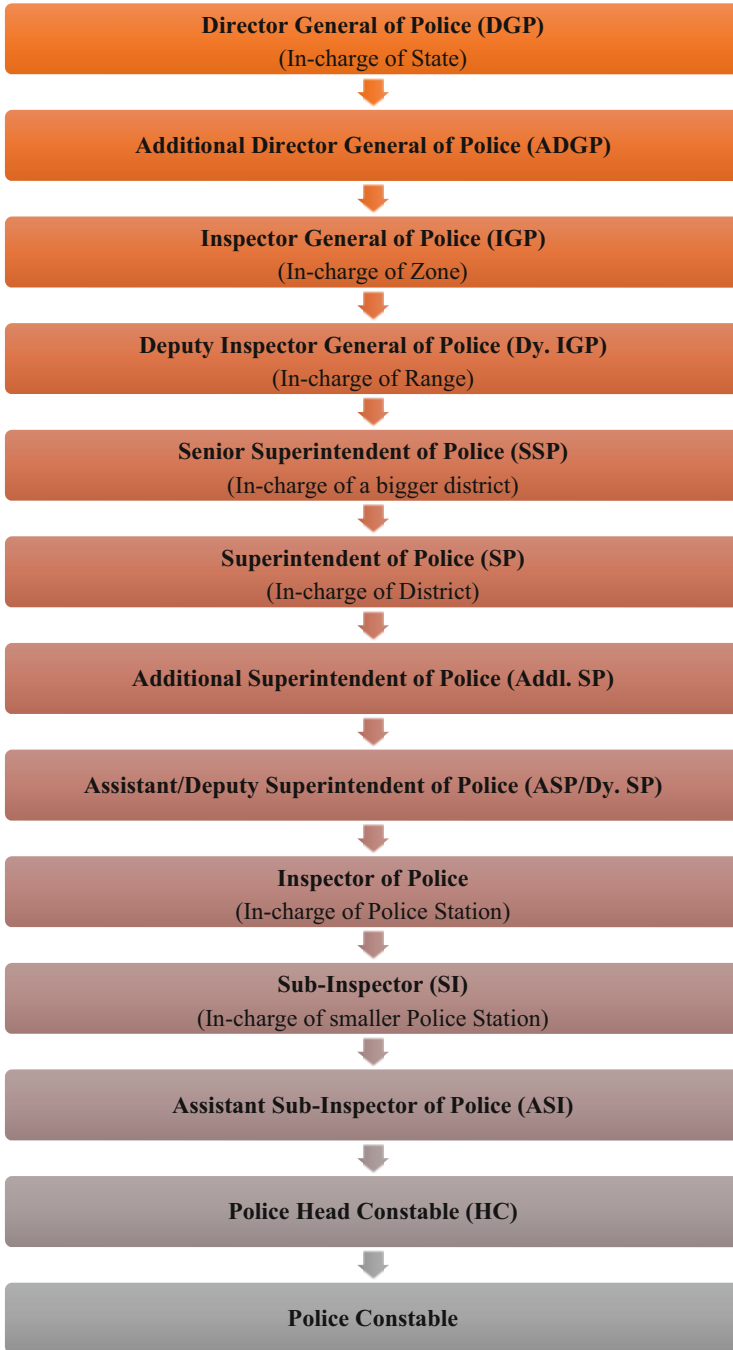 Director General of Police (DGP)
(In-charge of State)
Additional Director General of Police (ADGP)
Inspector General of Police (IGP)
(In-charge of Zone)
Deputy Inspector General of Police (Dy. IGP)
(In-charge of Range)
Senior Superintendent of Police (SSP)
(In-charge of a bigger district)
Superintendent of Police (SP)
(In-charge of District)
Additional Superintendent of Police (Addl. SP)
Assistant/Deputy Superintendent of Police (ASP/Dy. SP)
Inspector of Police
(In-charge of Police Station)
Sub-Inspector (SI)
(In-charge of smaller Police Station)
Assistant Sub-Inspector of Police (ASI)
Police Head Constable (HC)
Police Constable